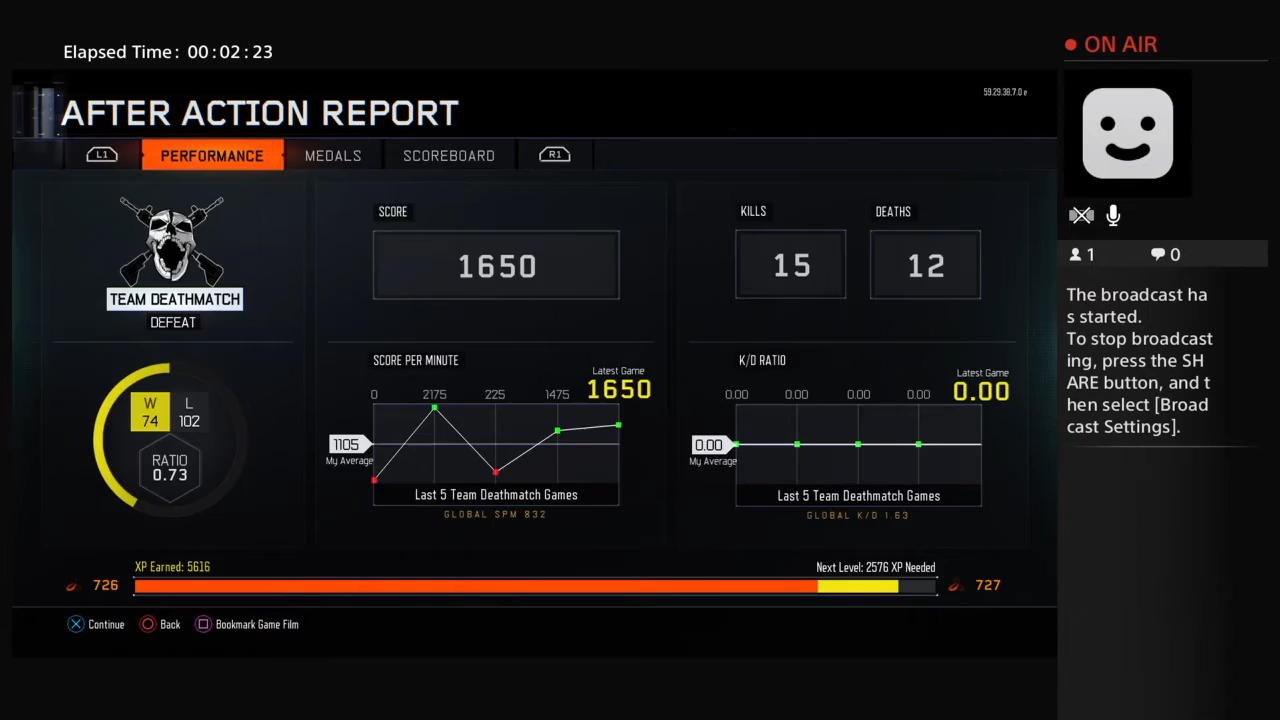 Elapsed Time: 00:02:23
ON AIR
59.29.38.7.0 e
AFTER ACTION REPORT
L1 PERFORMANCE MEDALS SCOREBOARD R1
TEAM DEATHMATCH
DEFEAT
SCORE
1650
KILLS DEATHS
15 12
W 74
L 102
RATIO
0.73
SCORE PER MINUTE
Latest Game
1650
0 2175 225 1475
1105
My Average
Last 5 Team Deathmatch Games
GLOBAL SPM 832
K/D RATIO
Latest Game
0.00
0.00 0.00 0.00 0.00
0.00
My Average
Last 5 Team Deathmatch Games
GLOBAL K/D 1.63
XP Earned: 5616
Next Level: 2576 XP Needed
726 727
Continue Back Bookmark Game Film
1 0
The broadcast ha
s started.
To stop broadcast
ing, press the SH
ARE button, and t
hen select [Broad
cast Settings].